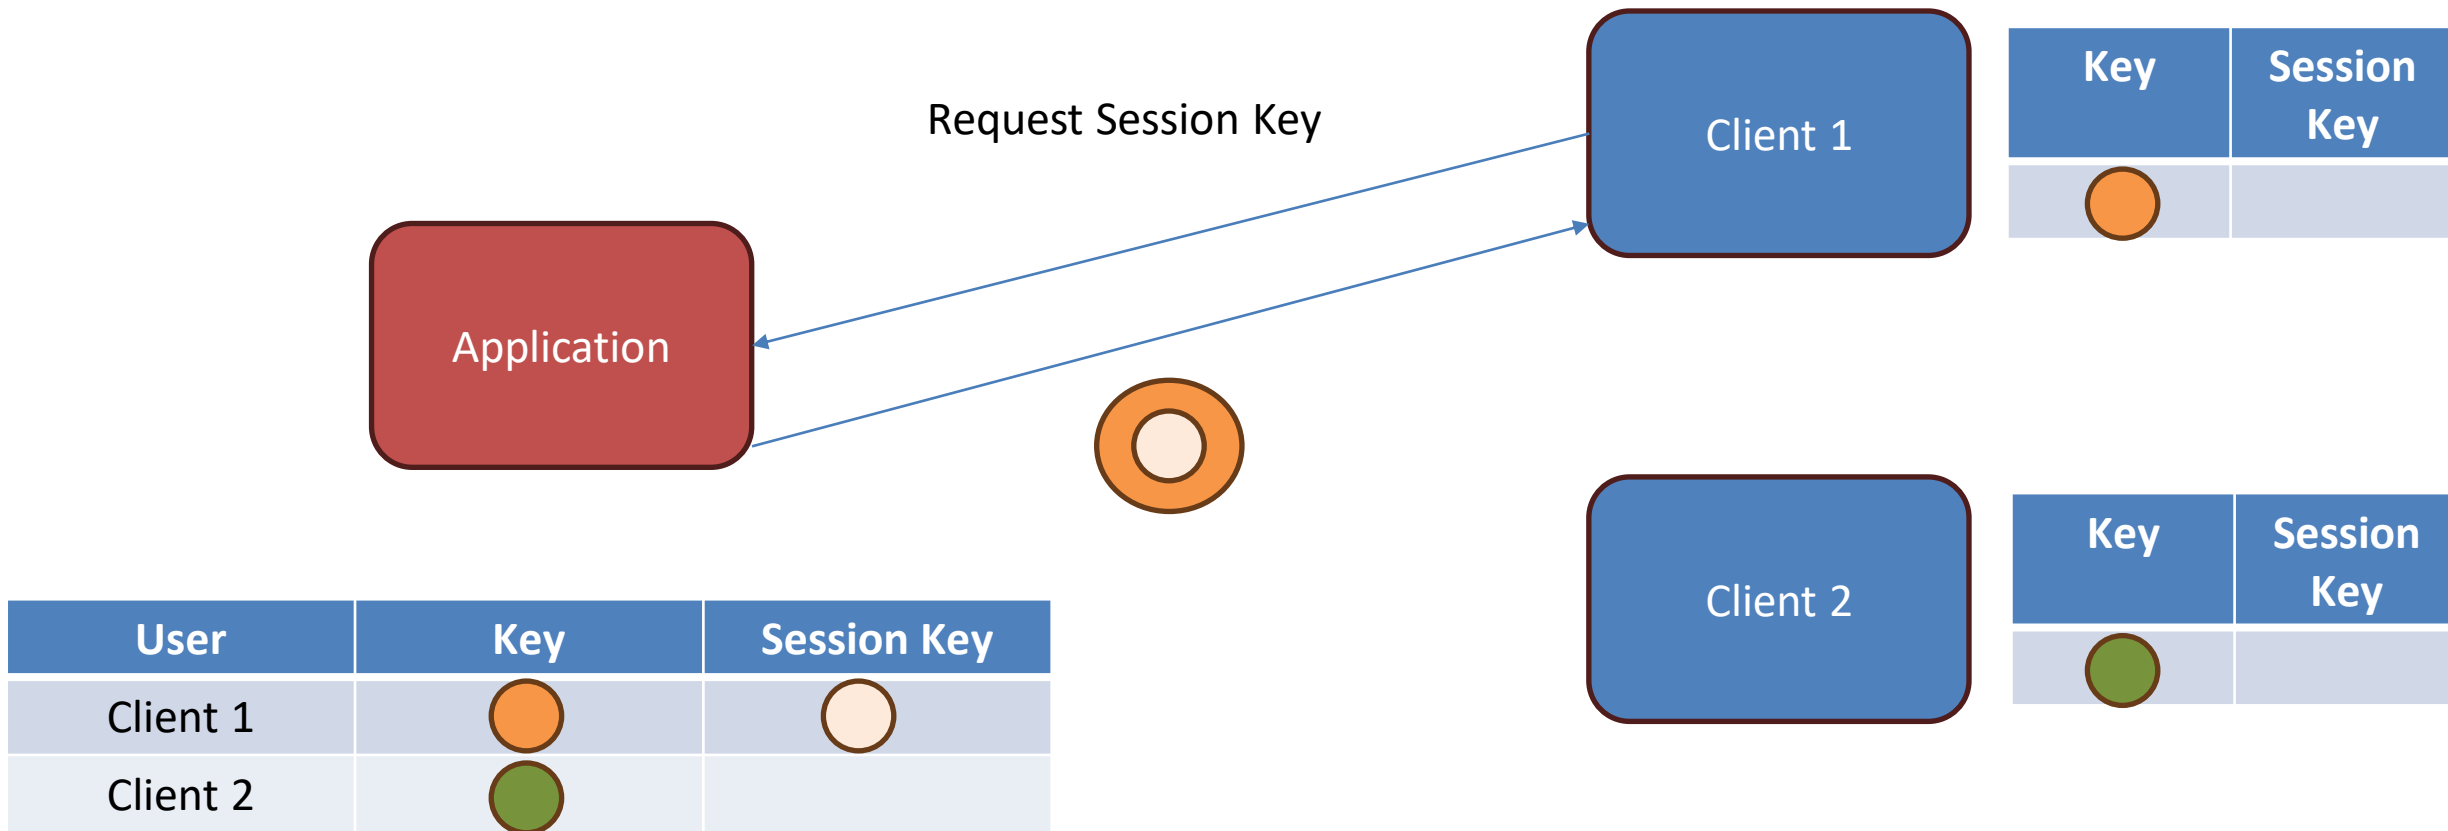 Request Session Key
Client 1
Key
Session
Key
Application
Client 2
Key
Session
Key
User
Key
Session Key
Client 1
Client 2